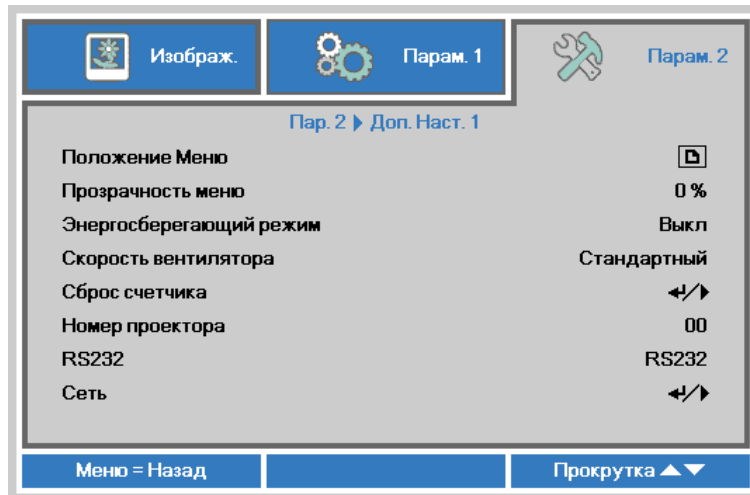 Изображ. Парам. 1 Парам. 2
Пар. 2 Доп. Наст. 1
Положение Меню
Прозрачность меню 0 %
Энергосберегающий режим Выкл
Скорость вентилятора Стандартный
Сброс счетчика
Номер проектора 00
RS232 RS232
Сеть
Меню = Назад Прокрутка